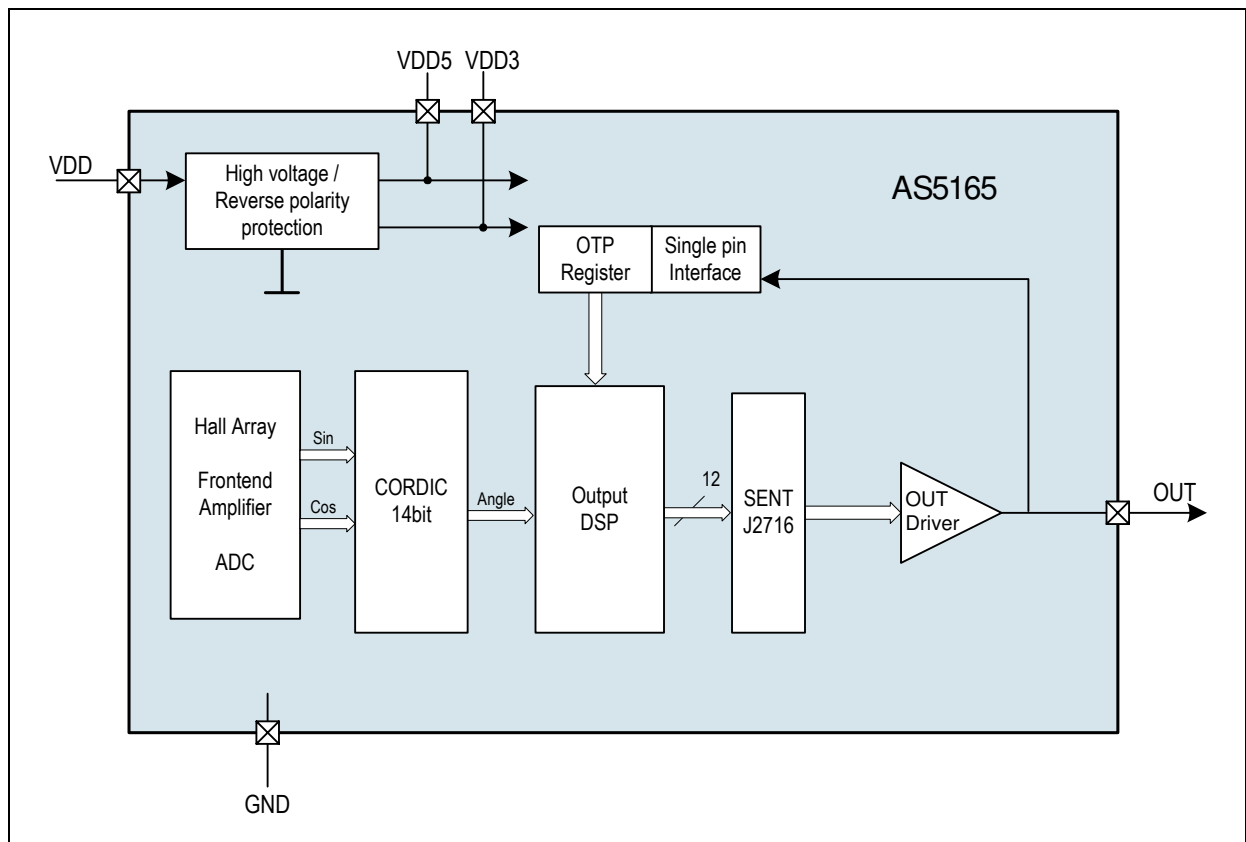 VDD5
VDD3
VDD
High voltage /
Reverse polarity
protection
AS5165
OTP
Register
Single pin
Interface
Hall Array
Frontend
Amplifier
ADC
Sin
Cos
CORDIC
14bit
Angle
Output
DSP
12
SENT
J2716
OUT
Driver
OUT
GND